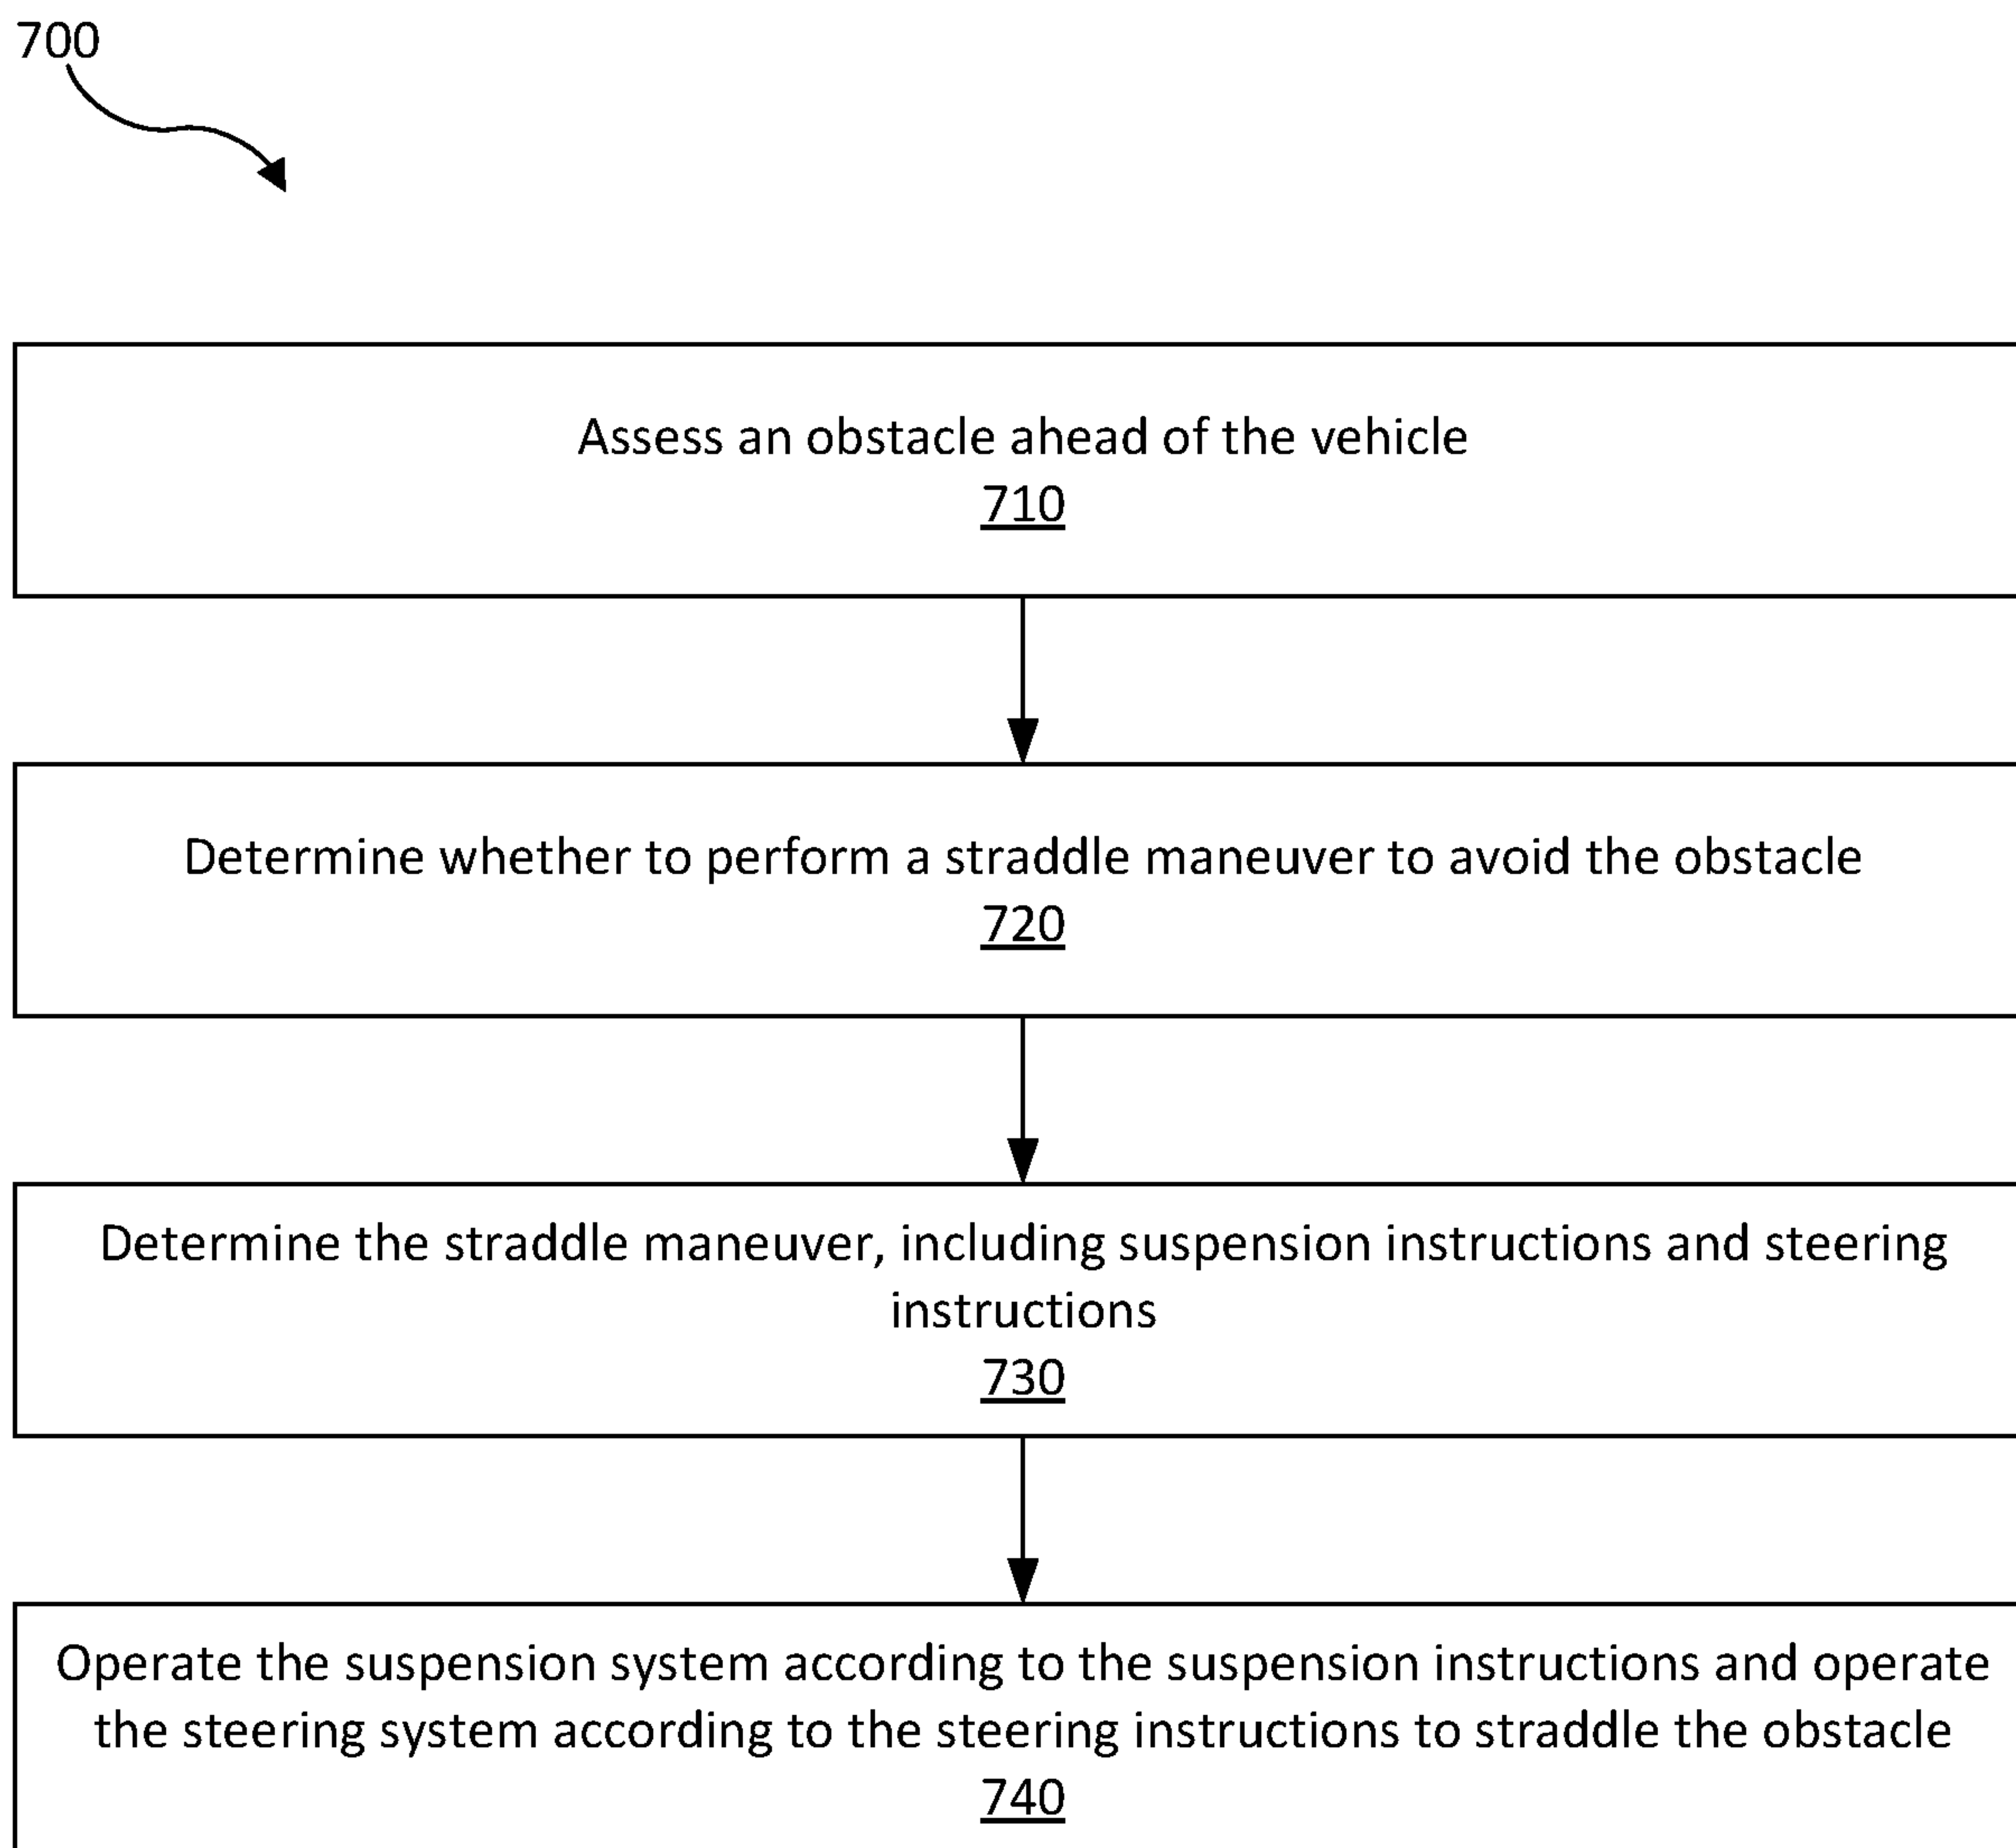 700
Assess an obstacle ahead of the vehicle
710
Determine whether to perform a straddle maneuver to avoid the obstacle
720
Determine the straddle maneuver, including suspension instructions and steering
instructions
730
Operate the suspension system according to the suspension instructions and operate
the steering system according to the steering instructions to straddle the obstacle
740